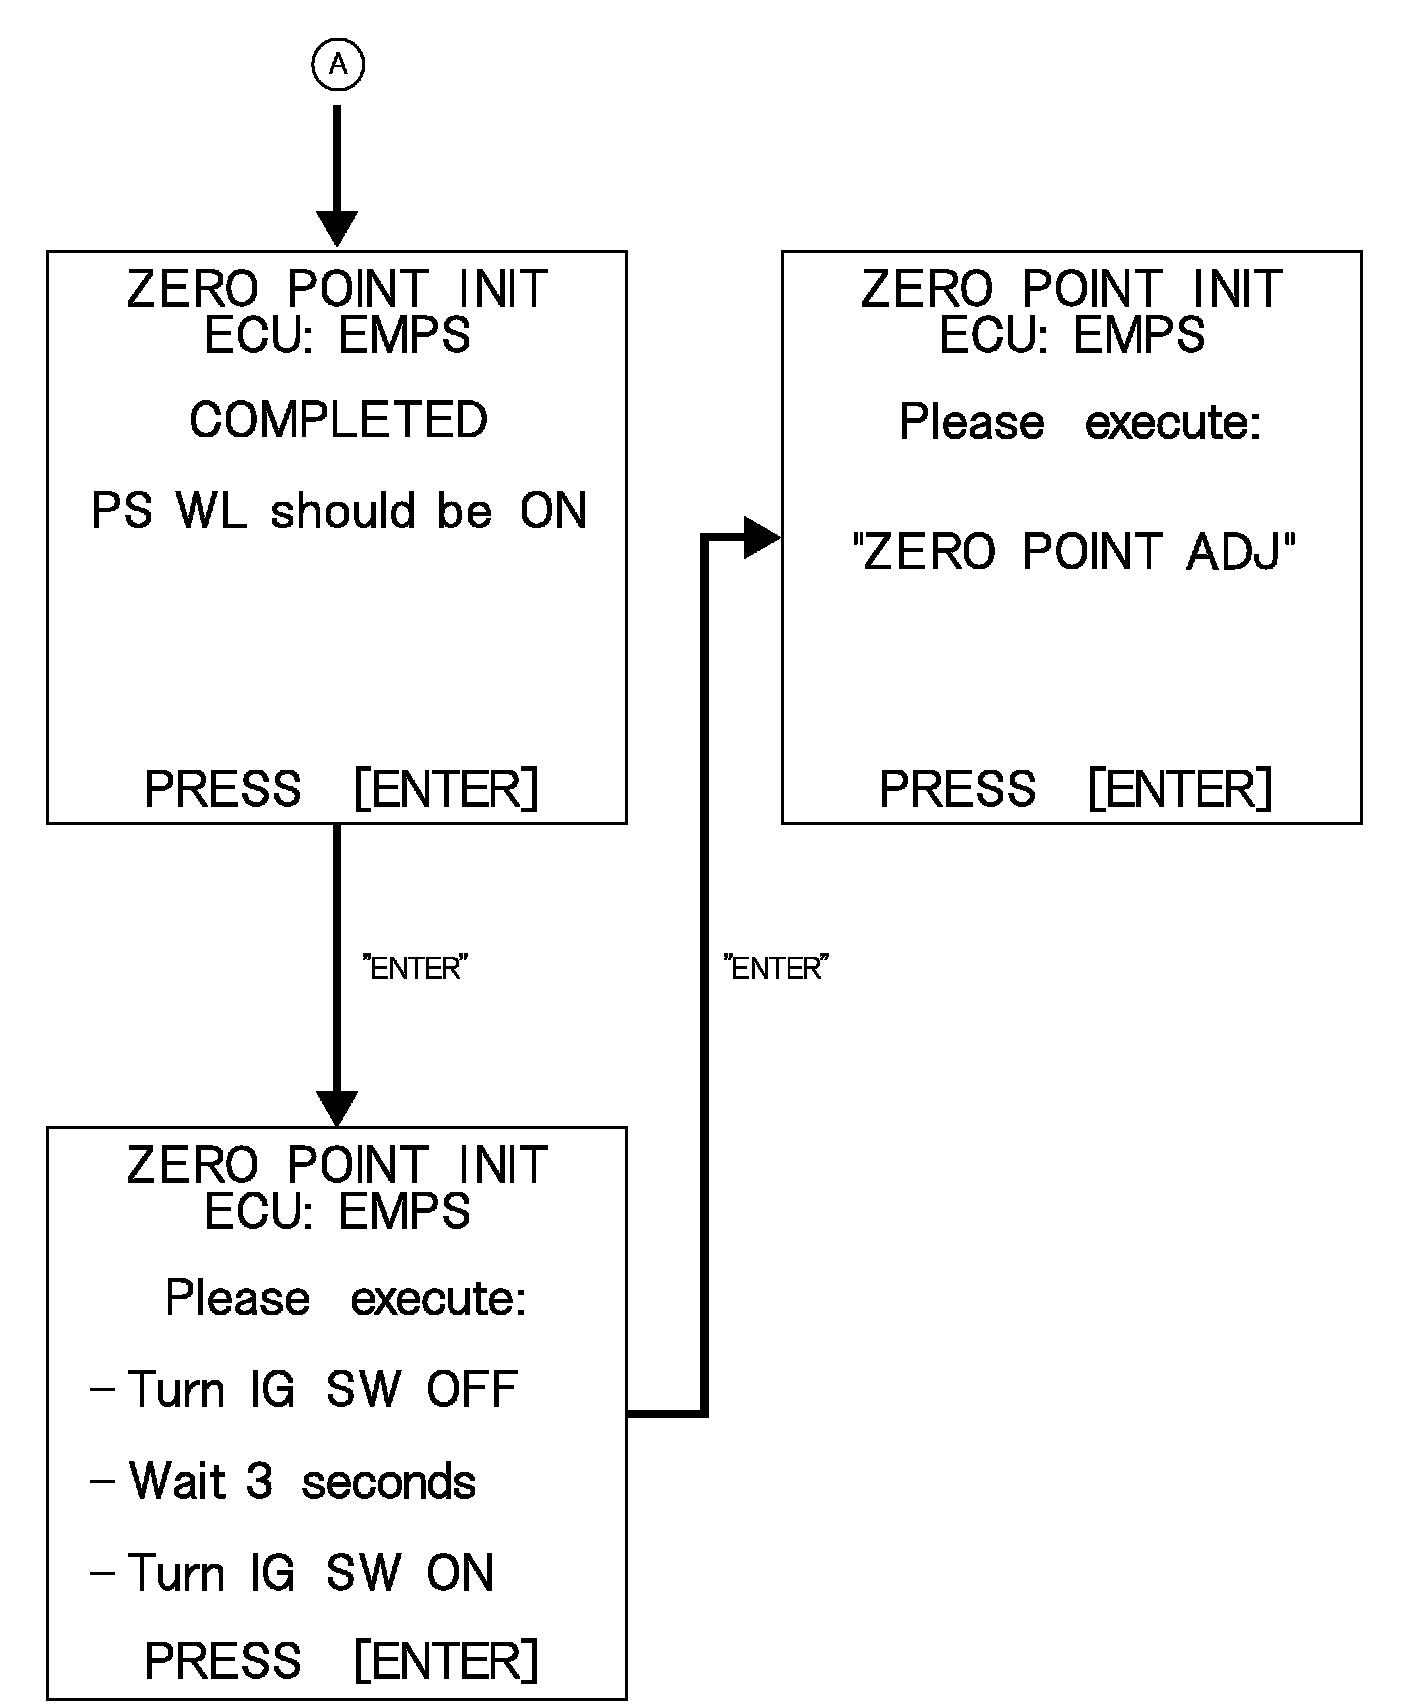 A
ZERO POINT INIT
ECU: EMPS
COMPLETED
PS WL should be ON
PRESS [ENTER]
"ENTER"
ZERO POINT INIT
ECU: EMPS
Please execute:
- Turn IG SW OFF
- Wait 3 seconds
- Turn IG SW ON
PRESS [ENTER]
"ENTER"
ZERO POINT INIT
ECU: EMPS
Please execute:
"ZERO POINT ADJ"
PRESS [ENTER]